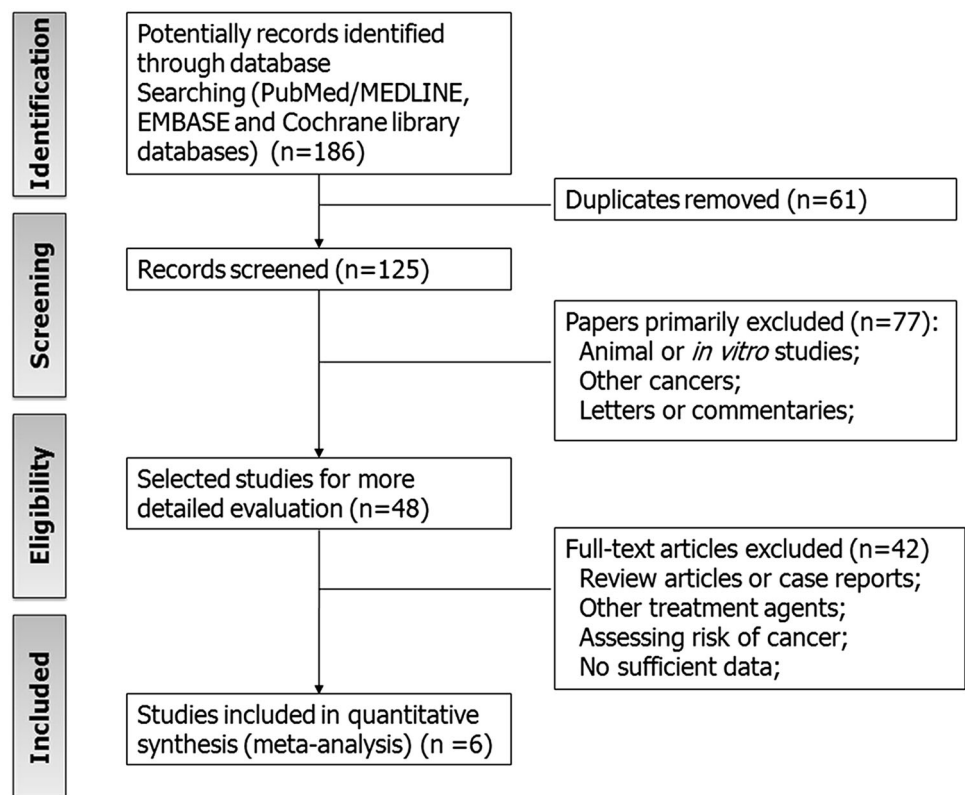 Identification
Potentially records identified
through database
Searching (PubMed/MEDLINE,
EMBASE and Cochrane library
databases) (n=186)
Duplicates removed (n=61)
Screening
Records screened (n=125)
Papers primarily excluded (n=77):
Animal or in vitro studies;
Other cancers;
Letters or commentaries;
Eligibility
Selected studies for more
detailed evaluation (n=48)
Full-text articles excluded (n=42)
Review articles or case reports;
Other treatment agents;
Assessing risk of cancer;
No sufficient data;
Included
Studies included in quantitative
synthesis (meta-analysis) (n =6)